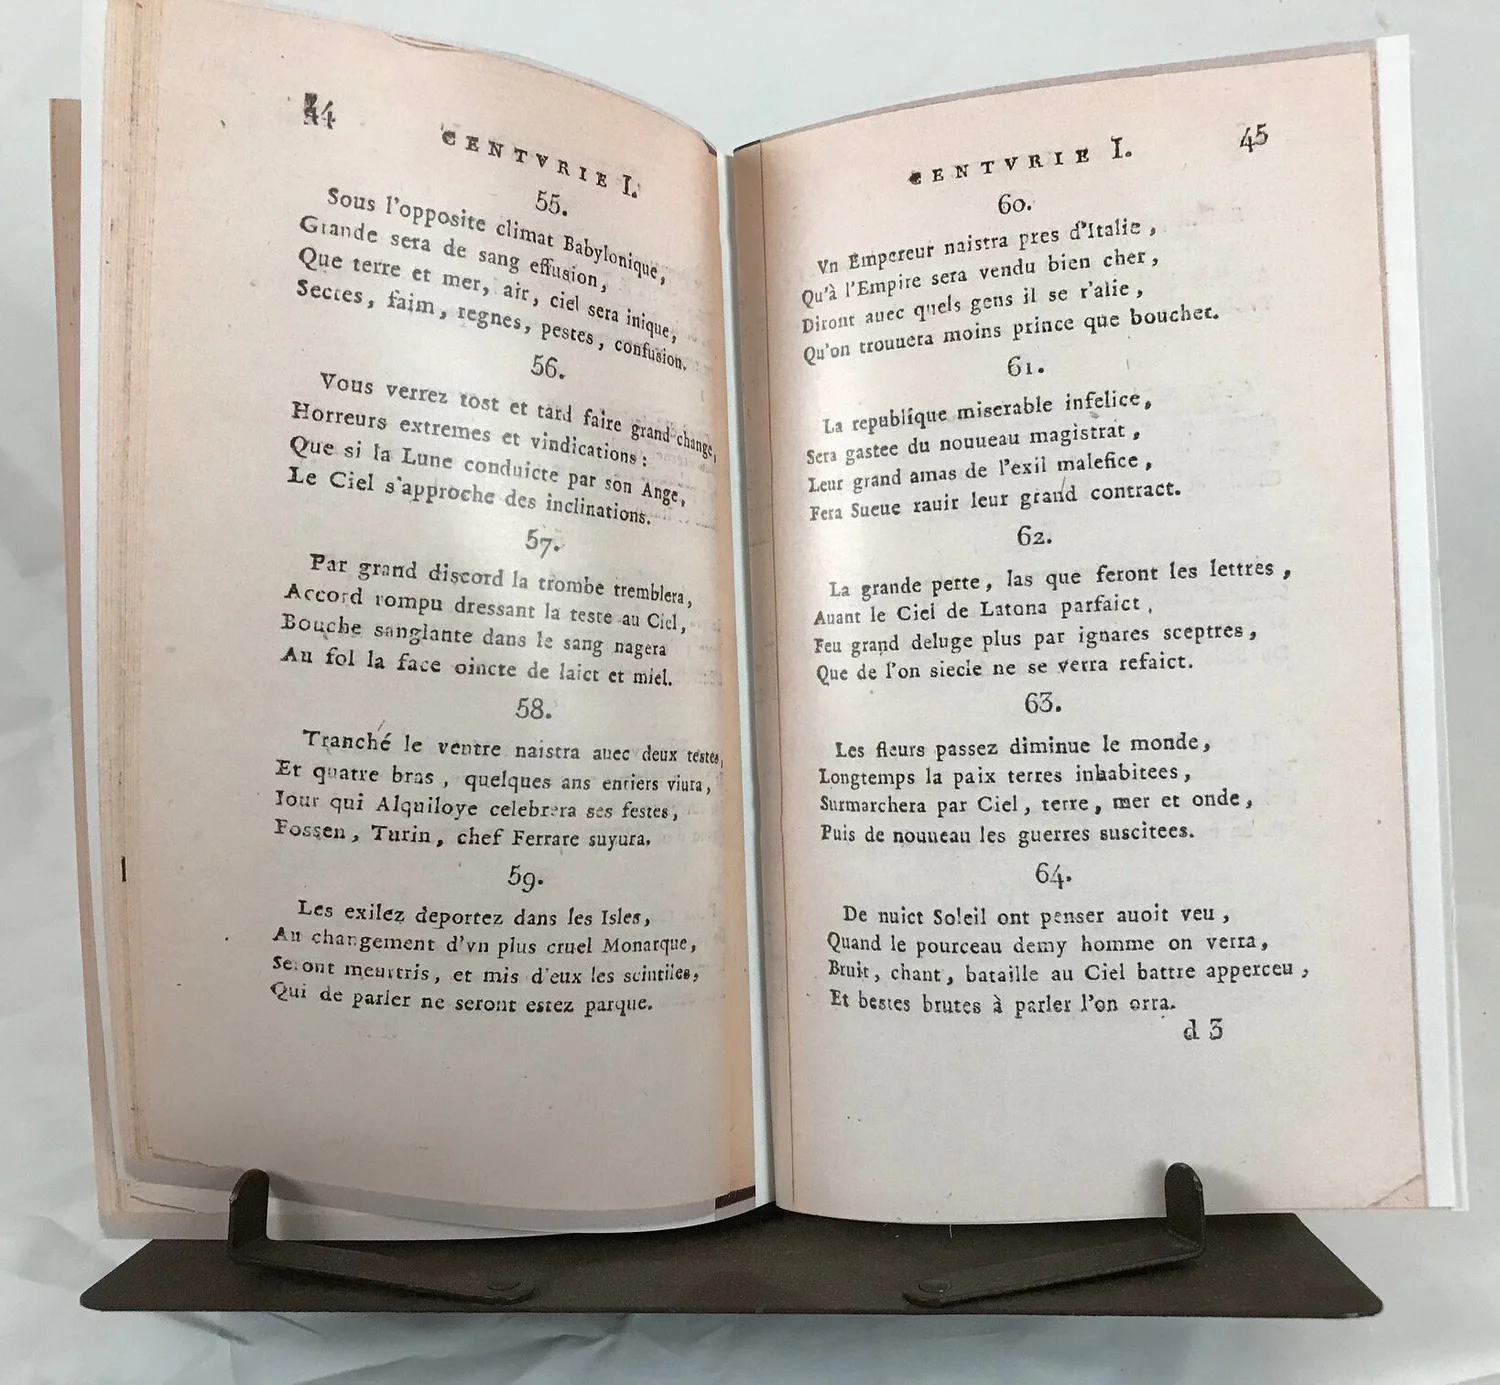 44
CENTVRIE I.
55.
Sous l'opposite climat Babylonique,
Grande sera de sang effusion,
Que terre et mer, air, ciel sera inique,
Sectes, faim, regnes, pestes, confusion.
56.
Vous verrez tost et tard faire grand change,
Horreurs extremes et vindications :
Que si la Lune conduicte par son Ange,
Le Ciel s'approche des inclinations.
57.
Par grand discord la trombe tremblera,
Accord rompu dressant la teste au Ciel,
Bouche sanglante dans le sang nagera
Au fol la face oincte de laict et miel.
58.
Tranché le ventre naistra auec deux testes,
Et quatre bras, quelques ans entiers viura,
Iour qui Alquiloye celebrera ses festes,
Fossen, Turin, chef Ferrare suyura.
59.
Les exilez deportez dans les Isles,
Au changement d'vn plus cruel Monarque,
Seront meurtris, et mis d'eux les scintiles,
Qui de parler ne seront estez parque.
CENTVRIE I.
45
60.
Vn Empereur naistra pres d'Italie,
Qu'à l'Empire sera vendu bien cher,
Diront auec quels gens il se r'alie,
Qu'on trouuera moins prince que boucher.
61.
La republique miserable infelice,
Sera gastee du nouueau magistrat,
Leur grand amas de l'exil malefice,
Fera Sueue rauir leur grand contract.
62.
La grande perte, las que feront les lettres,
Auant le Ciel de Latona parfaict,
Feu grand deluge plus par ignares sceptres,
Que de l'on siecle ne se verra refaict.
63.
Les fleurs passez diminue le monde,
Longtemps la paix terres inhabitees,
Surmarchera par Ciel, terre, mer et onde,
Puis de nouueau les guerres suscitees.
64.
De nuict Soleil ont penser auoit veu,
Quand le pourceau demy homme on verra,
Bruit, chant, bataille au Ciel battre apperceu,
Et bestes brutes à parler l'on orra.
d 3